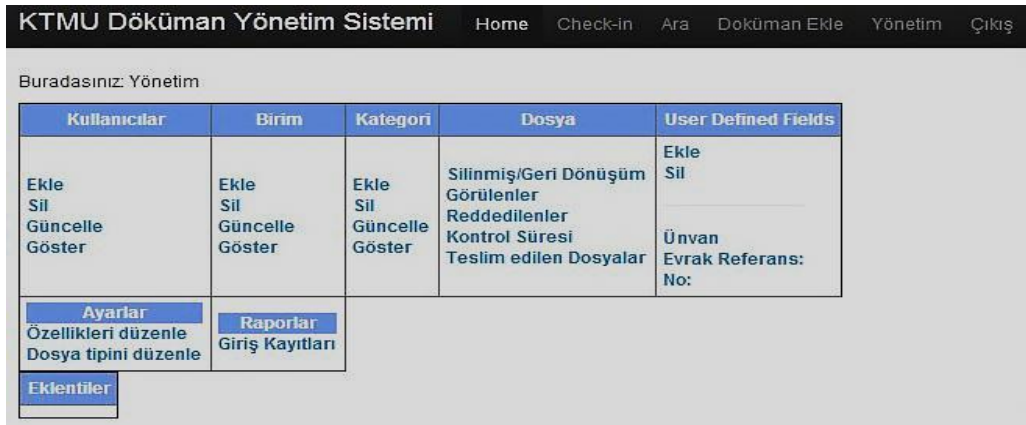 KTMU Döküman Yönetim Sistemi Home Check-in Ara Doküman Ekle Yönetim Çıkış
Buradasınız: Yönetim
Kullanıcılar Birim Kategori Dosya User Defined Fields
Ekle
Sil
Güncelle
Göster
Ekle
Sil
Güncelle
Göster
Ekle
Sil
Güncelle
Göster
Silinmiş/Geri Dönüşüm
Görülenler
Reddedilenler
Kontrol Süresi
Teslim edilen Dosyalar
Ekle
Sil
Ünvan
Evrak Referans:
No:
Ayarlar
Özellikleri düzenle
Dosya tipini düzenle
Raporlar
Giriş Kayıtları
Eklentiler